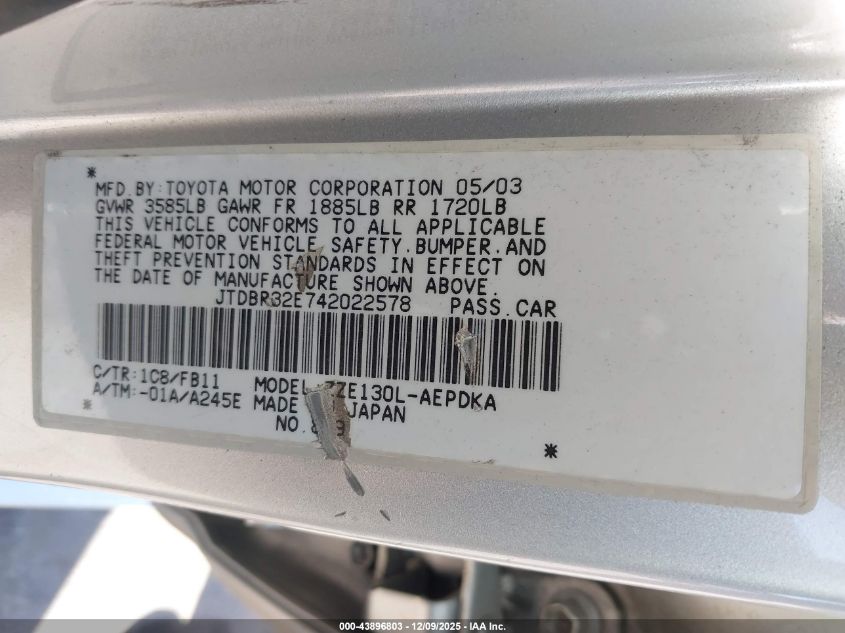 *
MFD.BY:TOYOTA MOTOR CORPORATION 05/03
GVWR 3585LB GAWR FR 1885LB RR 1720LB
THIS VEHICLE CONFORMS TO ALL APPLICABLE
FEDERAL MOTOR VEHICLE SAFETY.BUMPER.AND
THEFT PREVENTION STANDARDS IN EFFECT ON
THE DATE OF MANUFACTURE SHOWN ABOVE.
JTDBR32E742022578 PASS.CAR
C/TR:1C8/FB11 MODEL:ZZE130L-AEPDKA
A/TM:-01A/A245E MADE JAPAN
NO.
* *
000-43896803 - 12/09/2025 - IAA Inc.